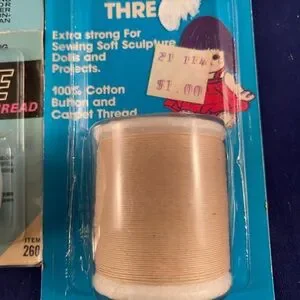 THRE
Extra strong For
Sewing Soft Sculpture
Dolls and
Projects.
100% Cotton
Button and
Carpet Thread
$1.00
READ
ITEM
260